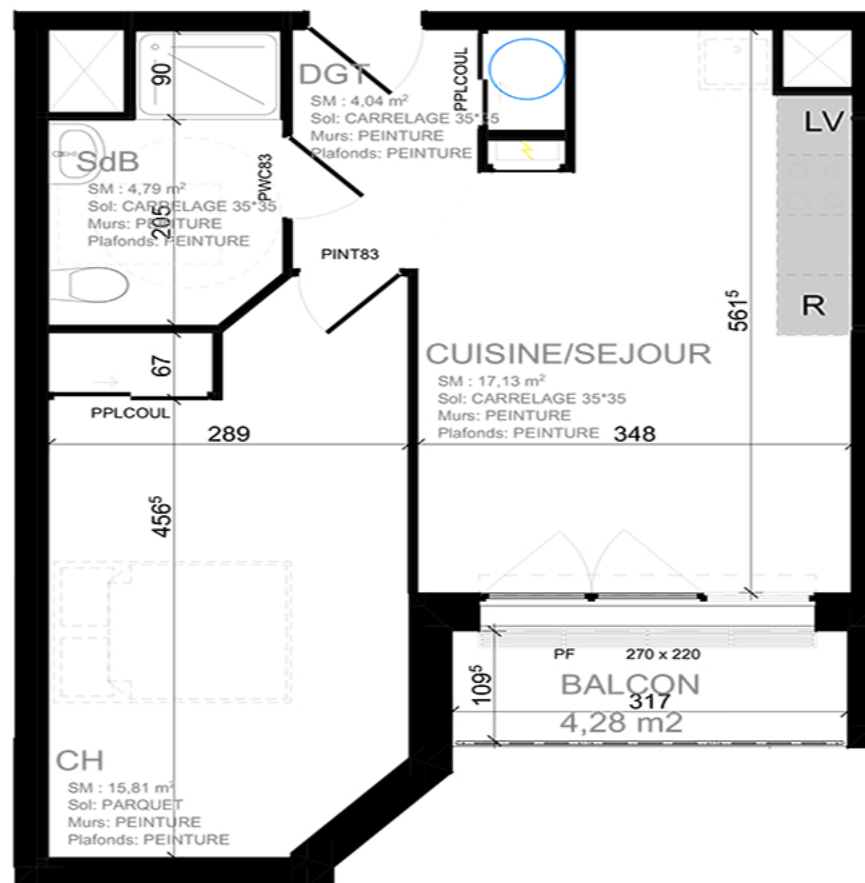 DGT
SM : 4,04 m²
Sol: CARRELAGE 35*35
Murs: PEINTURE
Plafonds: PEINTURE
PPLCOUL
LV
90
SdB
SM : 4,79 m²
Sol: CARRELAGE 35*35
Murs: PEINTURE
Plafonds: PEINTURE
205
PWC83
PINT83
R
561⁵
67
PPLCOUL
CUISINE/SEJOUR
SM : 17,13 m²
Sol: CARRELAGE 35*35
Murs: PEINTURE
Plafonds: PEINTURE
289
348
456⁵
PF 270 x 220
109⁵
BALCON
317
4,28 m2
CH
SM : 15,81 m²
Sol: PARQUET
Murs: PEINTURE
Plafonds: PEINTURE